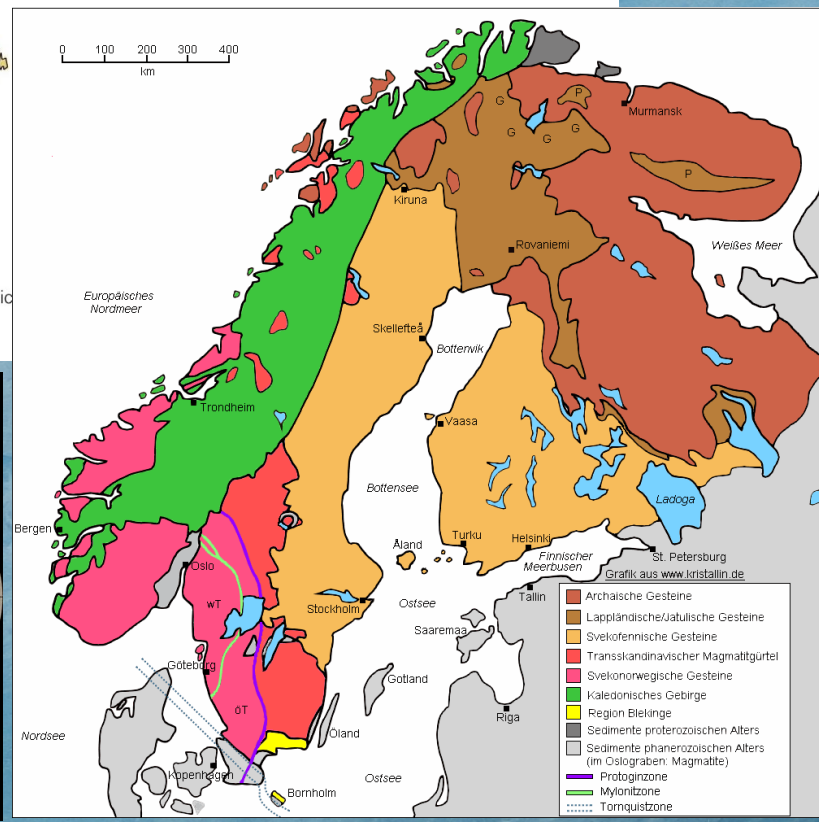 0 100 200 300 400
km
G
P
G
G
G
Murmansk
P
Kiruna
Rovaniemi
Weißes Meer
ic
Europäisches
Nordmeer
Skellefteå
Bottenvik
Trondheim
Vaasa
Bottensee
Ladoga
Bergen
Åland
Turku
Helsinki
Finnischer
Meerbusen
St. Petersburg
Oslo
Grafik aus www.kristallin.de
wT
Stockholm
Ostsee
Tallin
Saaremaa
Göteborg
Gotland
öT
Riga
Nordsee
Öland
Kopenhagen
Ostsee
Bornholm
Archaische Gesteine
Lappländische/Jatulische Gesteine
Svekofennische Gesteine
Transskandinavischer Magmatitgürtel
Svekonorwegische Gesteine
Kaledonisches Gebirge
Region Blekinge
Sedimente proterozoischen Alters
Sedimente phanerozoischen Alters
(im Oslograben: Magmatite)
Protoginzone
Mylonitzone
Tornquistzone